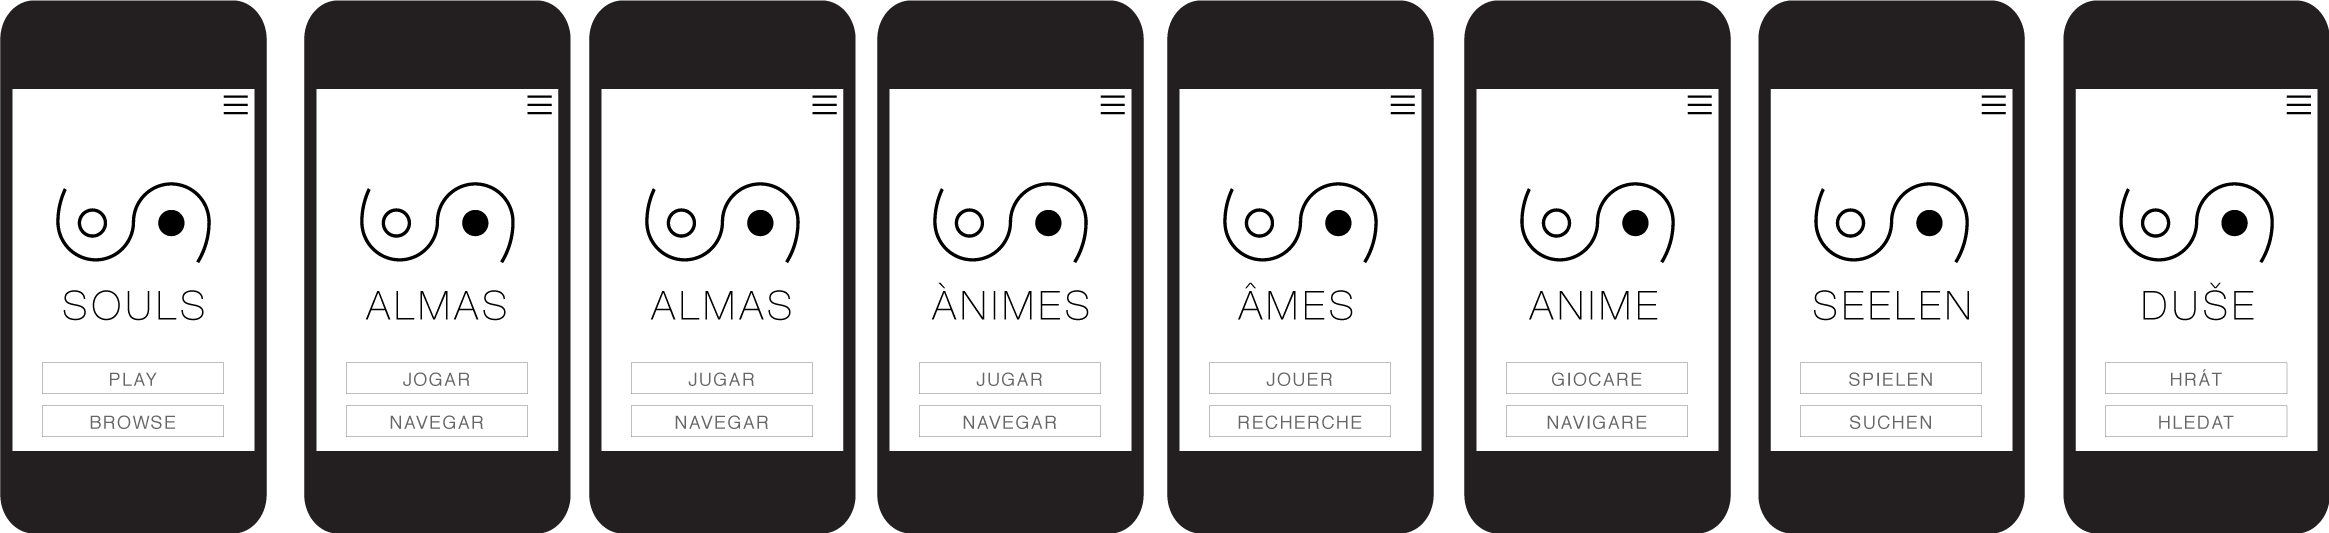 SOULS
PLAY
BROWSE
ALMAS
JOGAR
NAVEGAR
ALMAS
JUGAR
NAVEGAR
ÀNIMES
JUGAR
NAVEGAR
ÂMES
JOUER
RECHERCHE
ANIME
GIOCARE
NAVIGARE
SEELEN
SPIELEN
SUCHEN
DUŠE
HRÁT
HLEDAT